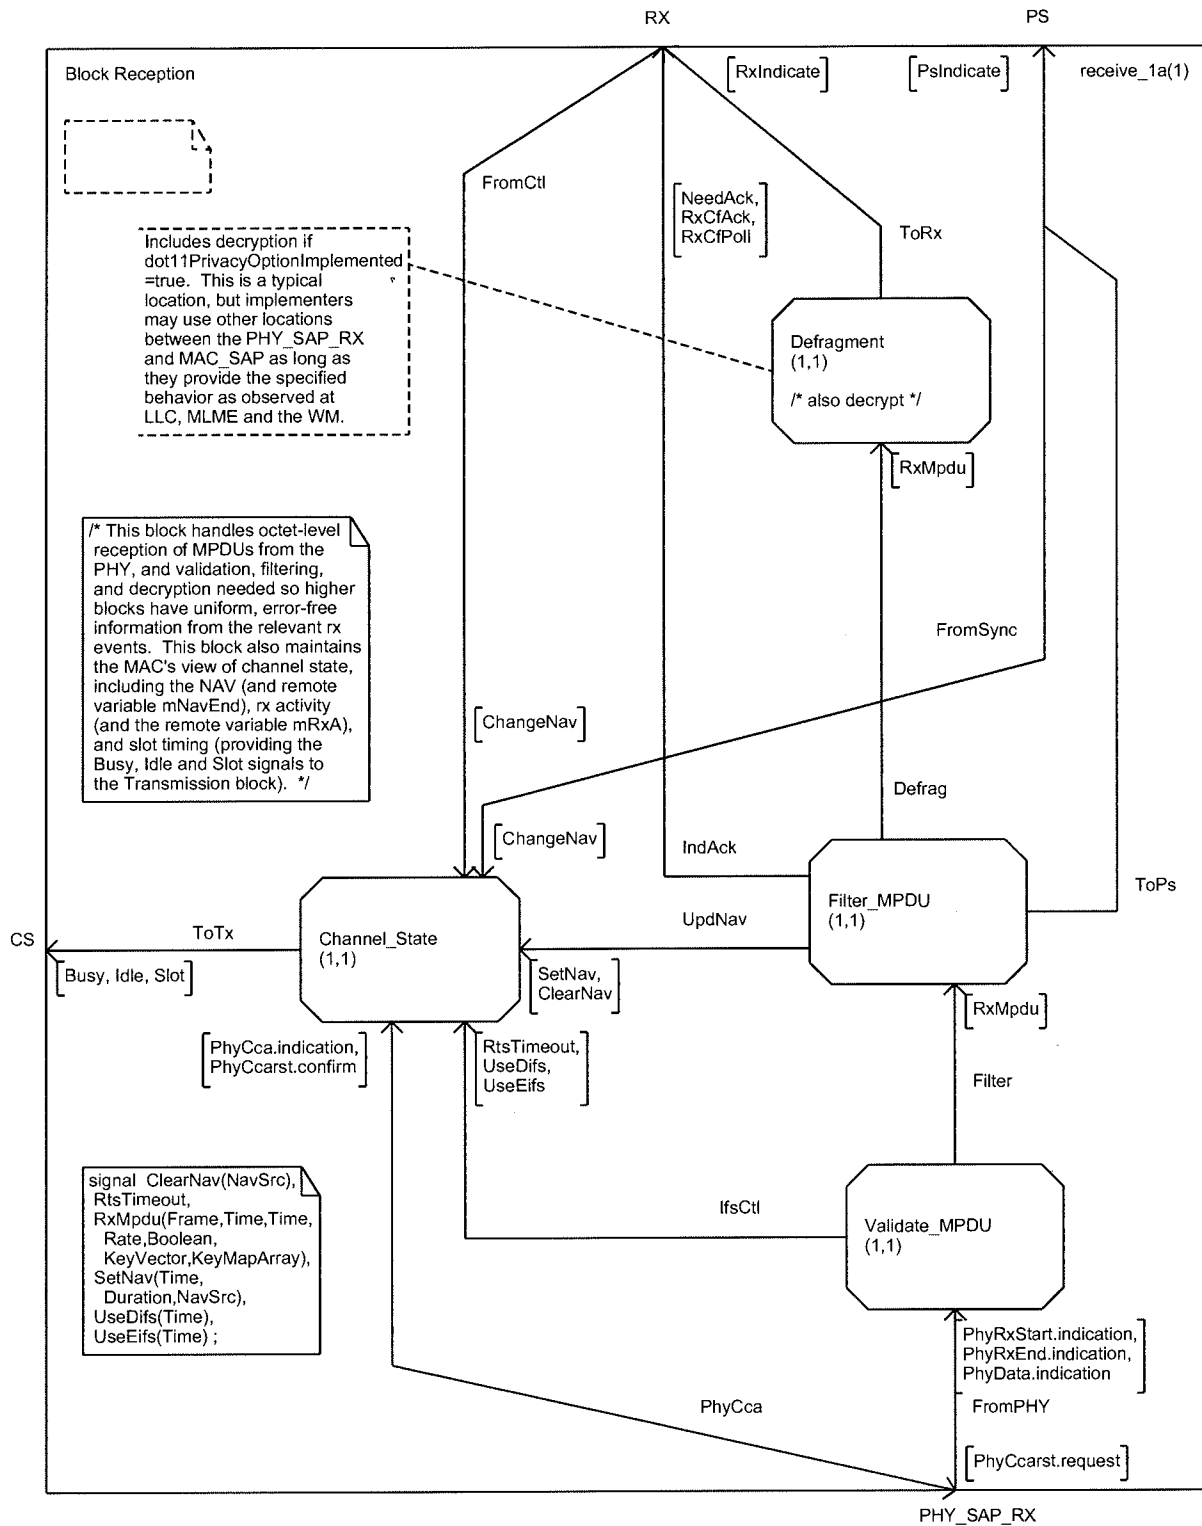 RX
PS
Block Reception
[RxIndicate]
[PsIndicate]
receive_1a(1)
FromCtl
[NeedAck,
RxCfAck,
RxCfPoll]
ToRx
Includes decryption if
dot11PrivacyOptionImplemented
=true. This is a typical
location, but implementers
may use other locations
between the PHY_SAP_RX
and MAC_SAP as long as
they provide the specified
behavior as observed at
LLC, MLME and the WM.
Defragment
(1,1)
/* also decrypt */
[RxMpdu]
/* This block handles octet-level
reception of MPDUs from the
PHY, and validation, filtering,
and decryption needed so higher
blocks have uniform, error-free
information from the relevant rx
events. This block also maintains
the MAC's view of channel state,
including the NAV (and remote
variable mNavEnd), rx activity
(and the remote variable mRxA),
and slot timing (providing the
Busy, Idle and Slot signals to
the Transmission block). */
FromSync
[ChangeNav]
Defrag
[ChangeNav]
IndAck
ToPs
Filter_MPDU
(1,1)
UpdNav
CS
ToTx
Channel_State
(1,1)
[Busy, Idle, Slot]
[SetNav,
ClearNav]
[RxMpdu]
[PhyCca.indication,
PhyCcarst.confirm]
[RtsTimeout,
UseDifs,
UseEifs]
Filter
signal ClearNav(NavSrc),
RtsTimeout,
RxMpdu(Frame,Time,Time,
Rate,Boolean,
KeyVector,KeyMapArray),
SetNav(Time,
Duration,NavSrc),
UseDifs(Time),
UseEifs(Time) ;
IfsCtl
Validate_MPDU
(1,1)
[PhyRxStart.indication,
PhyRxEnd.indication,
PhyData.indication]
PhyCca
FromPHY
[PhyCcarst.request]
PHY_SAP_RX